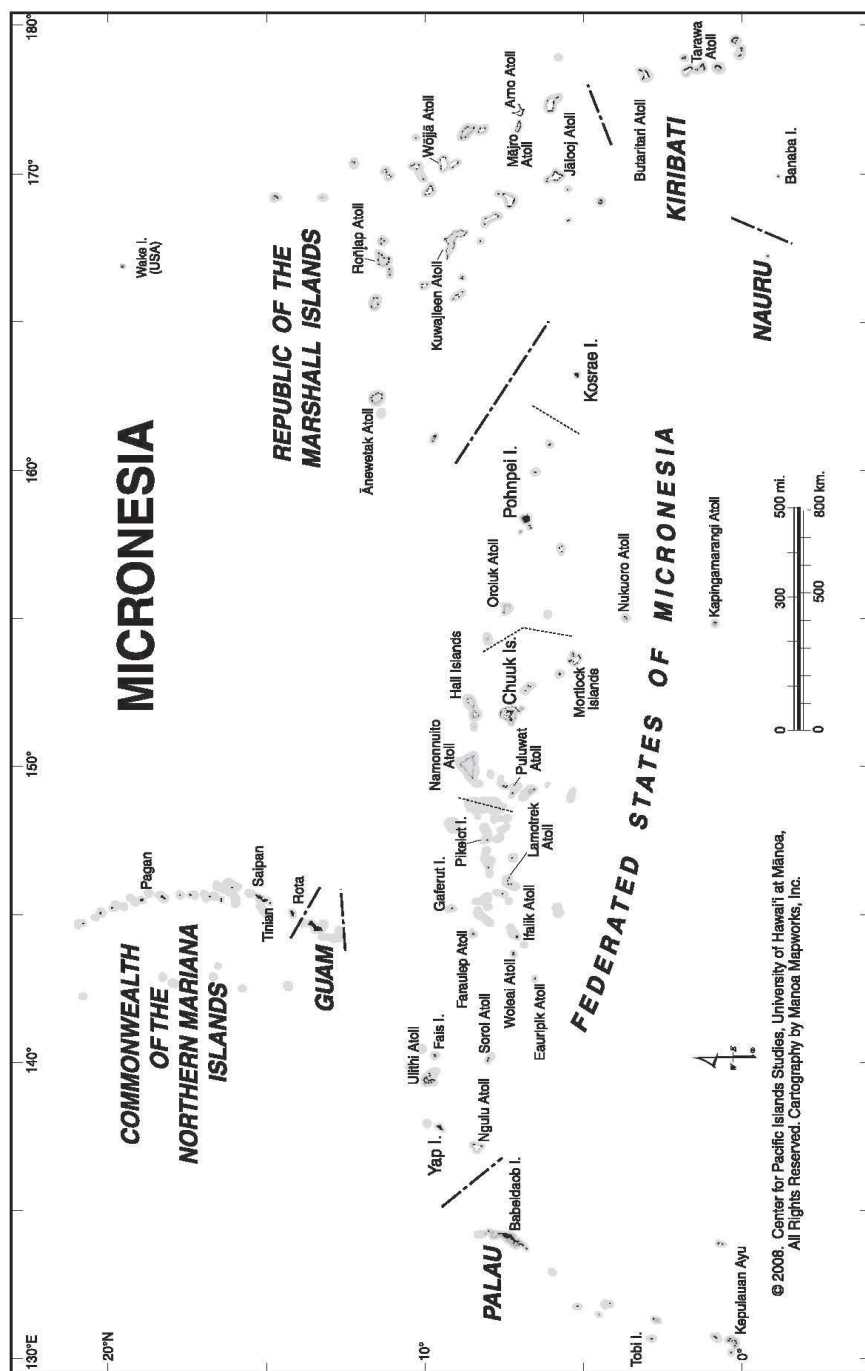 MICRONESIA
130°E
140°
150°
160°
170°
180°
20°N
10°
0°
COMMONWEALTH
OF THE
NORTHERN MARIANA
ISLANDS
Pagan
Saipan
Tinian
Rota
GUAM
Wake I.
(USA)
REPUBLIC OF THE
MARSHALL ISLANDS
Ānewetak Atoll
Roñḷap Atoll
Kuwajleen Atoll
Wōjjā Atoll
Mājro
Atoll
Arno Atoll
Jālooj Atoll
PALAU
Babeldaob I.
Tobi I.
Kepulauan Ayu
Yap I.
Ngulu Atoll
Ulithi Atoll
Fais I.
Sorol Atoll
Faraulep Atoll
Woleai Atoll
Eauripik Atoll
Ifalik Atoll
Gaferut I.
Pikelot I.
Lamotrek
Atoll
Namonnuito
Atoll
Puluwat
Atoll
Hall Islands
Chuuk Is.
Mortlock
Islands
Oroluk Atoll
Pohnpei I.
Kosrae I.
Nukuoro Atoll
Kapingamarangi Atoll
FEDERATED STATES OF MICRONESIA
NAURU
KIRIBATI
Butaritari Atoll
Tarawa
Atoll
Banaba I.
0 300 500 mi.
0 500 800 km.
© 2008. Center for Pacific Islands Studies, University of Hawai‘i at Mānoa,
All Rights Reserved. Cartography by Manoa Mapworks, Inc.